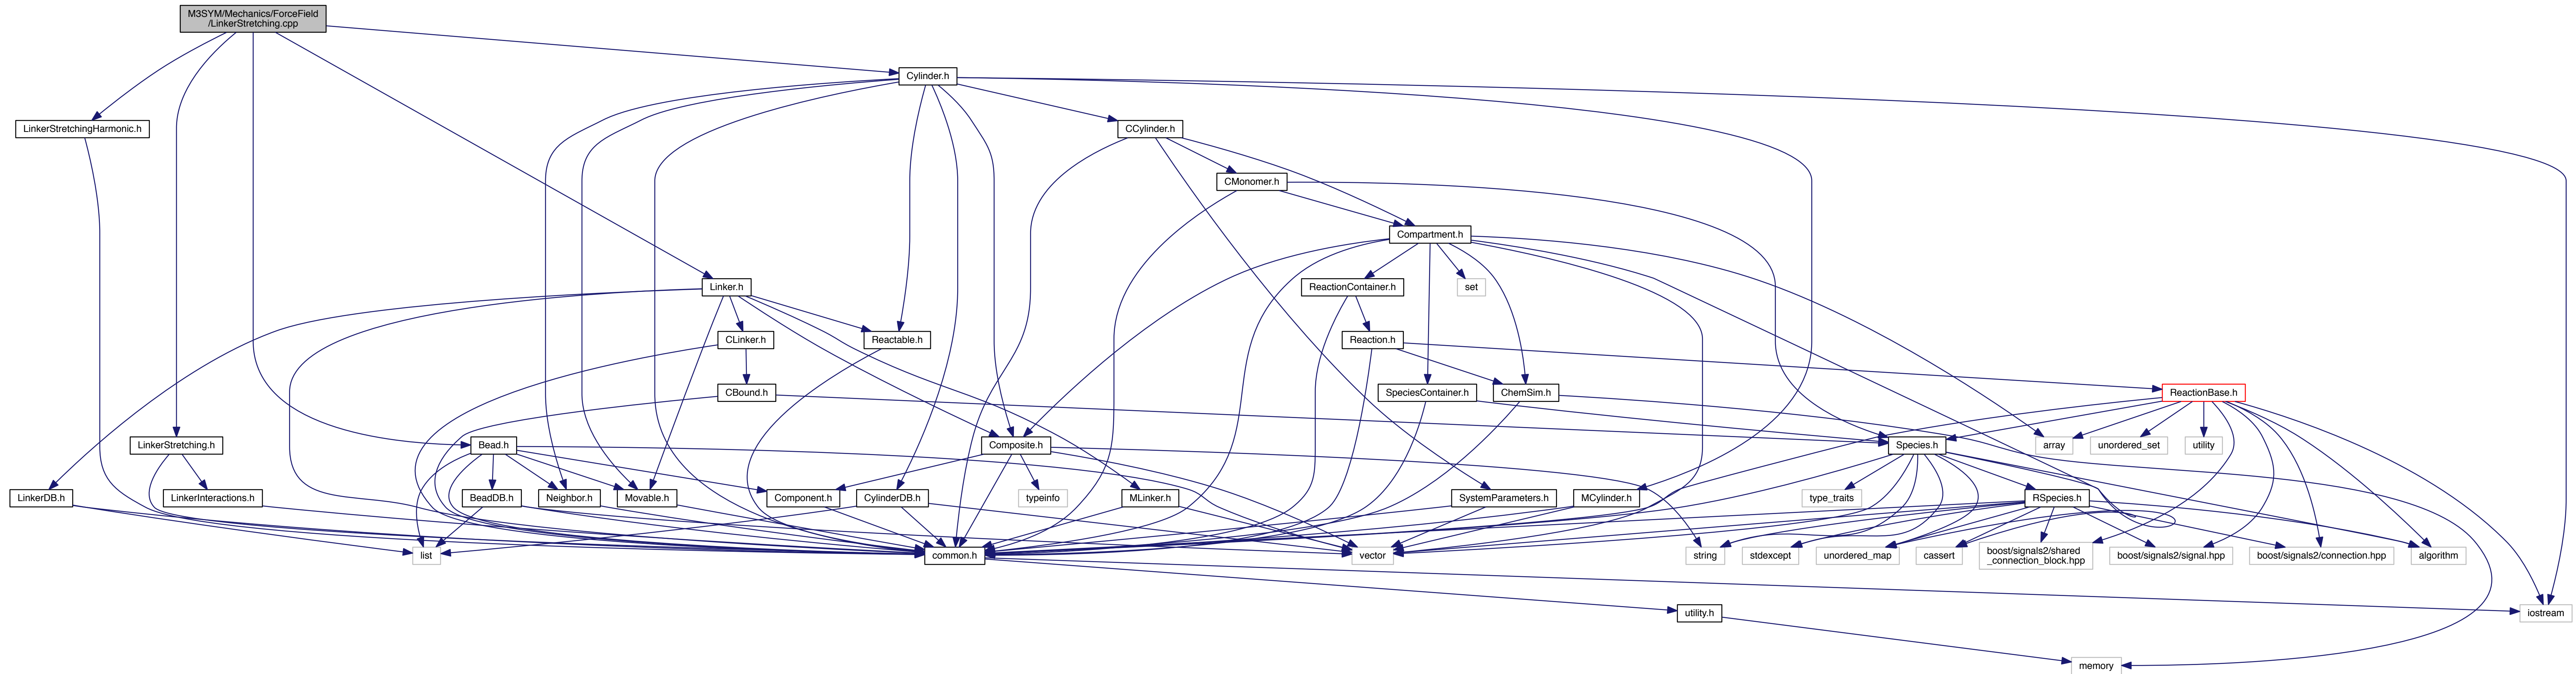 M3SYM/Mechanics/ForceField
/LinkerStretching.cpp
Cylinder.h
LinkerStretchingHarmonic.h
CCylinder.h
CMonomer.h
Compartment.h
Linker.h
ReactionContainer.h
set
CLinker.h
Reactable.h
Reaction.h
CBound.h
SpeciesContainer.h
ChemSim.h
ReactionBase.h
LinkerStretching.h
Bead.h
Composite.h
Species.h
array
unordered_set
utility
LinkerDB.h
LinkerInteractions.h
BeadDB.h
Neighbor.h
Movable.h
Component.h
CylinderDB.h
typeinfo
MLinker.h
SystemParameters.h
MCylinder.h
type_traits
RSpecies.h
list
common.h
vector
string
stdexcept
unordered_map
cassert
boost/signals2/shared
_connection_block.hpp
boost/signals2/signal.hpp
boost/signals2/connection.hpp
algorithm
utility.h
iostream
memory